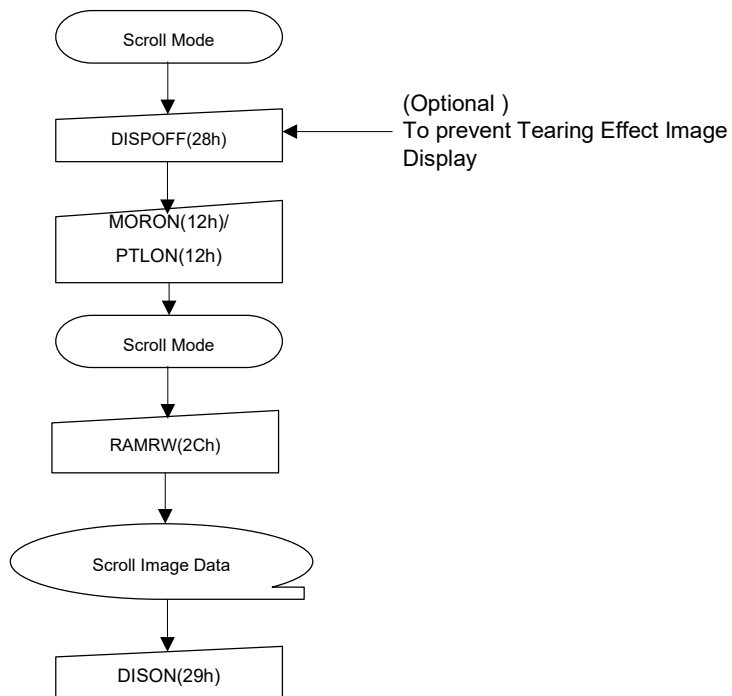 Scroll Mode
DISPOFF(28h)
(Optional )
To prevent Tearing Effect Image
Display
MORON(12h)/
PTLON(12h)
Scroll Mode
RAMRW(2Ch)
Scroll Image Data
DISON(29h)